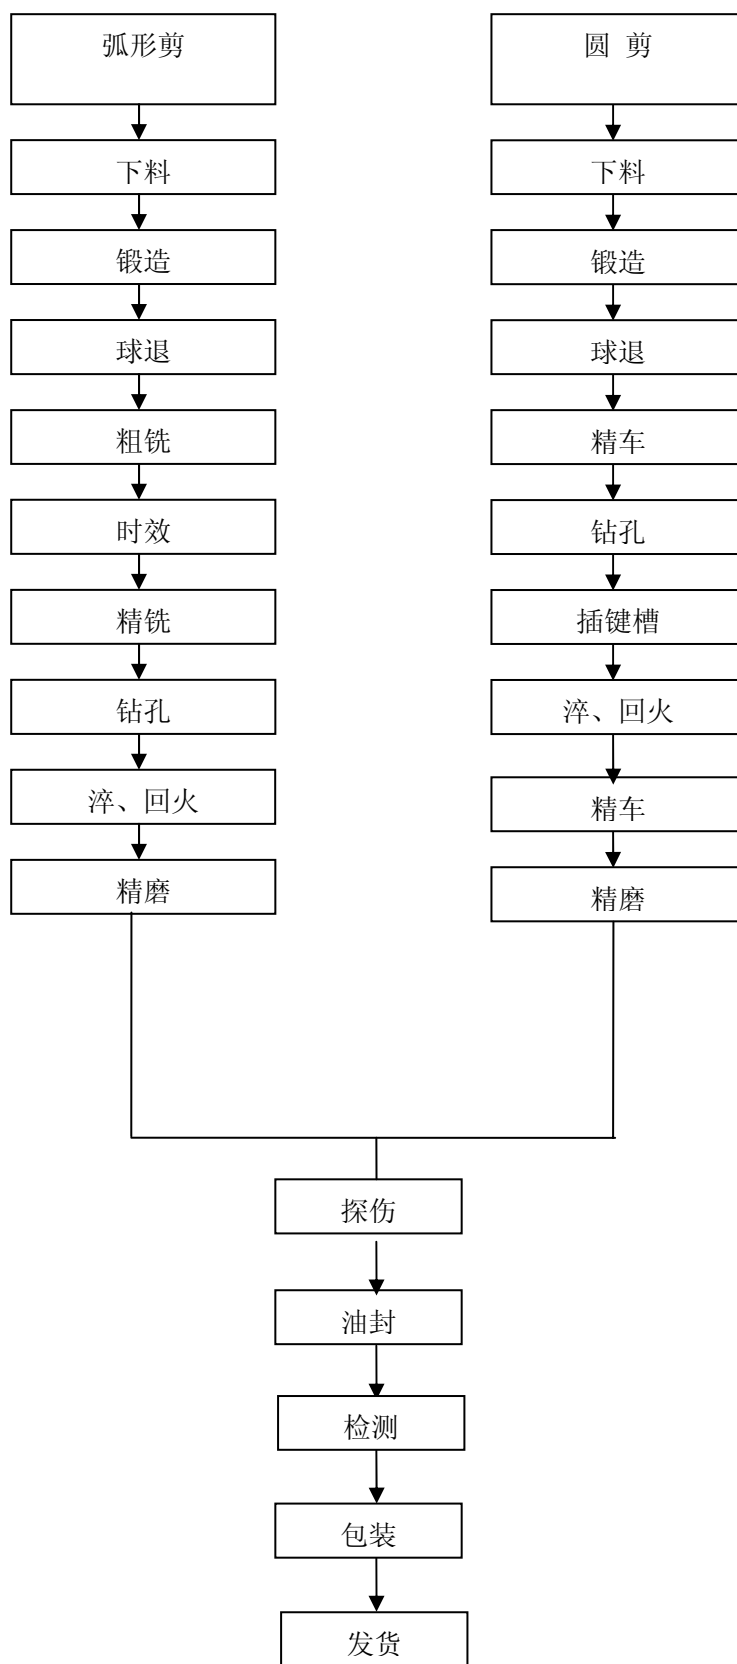 弧形剪
下料
锻造
球退
粗铣
时效
精铣
钻孔
淬、回火
精磨
圆 剪
下料
锻造
球退
精车
钻孔
插键槽
淬、回火
精车
精磨
探伤
油封
检测
包装
发货